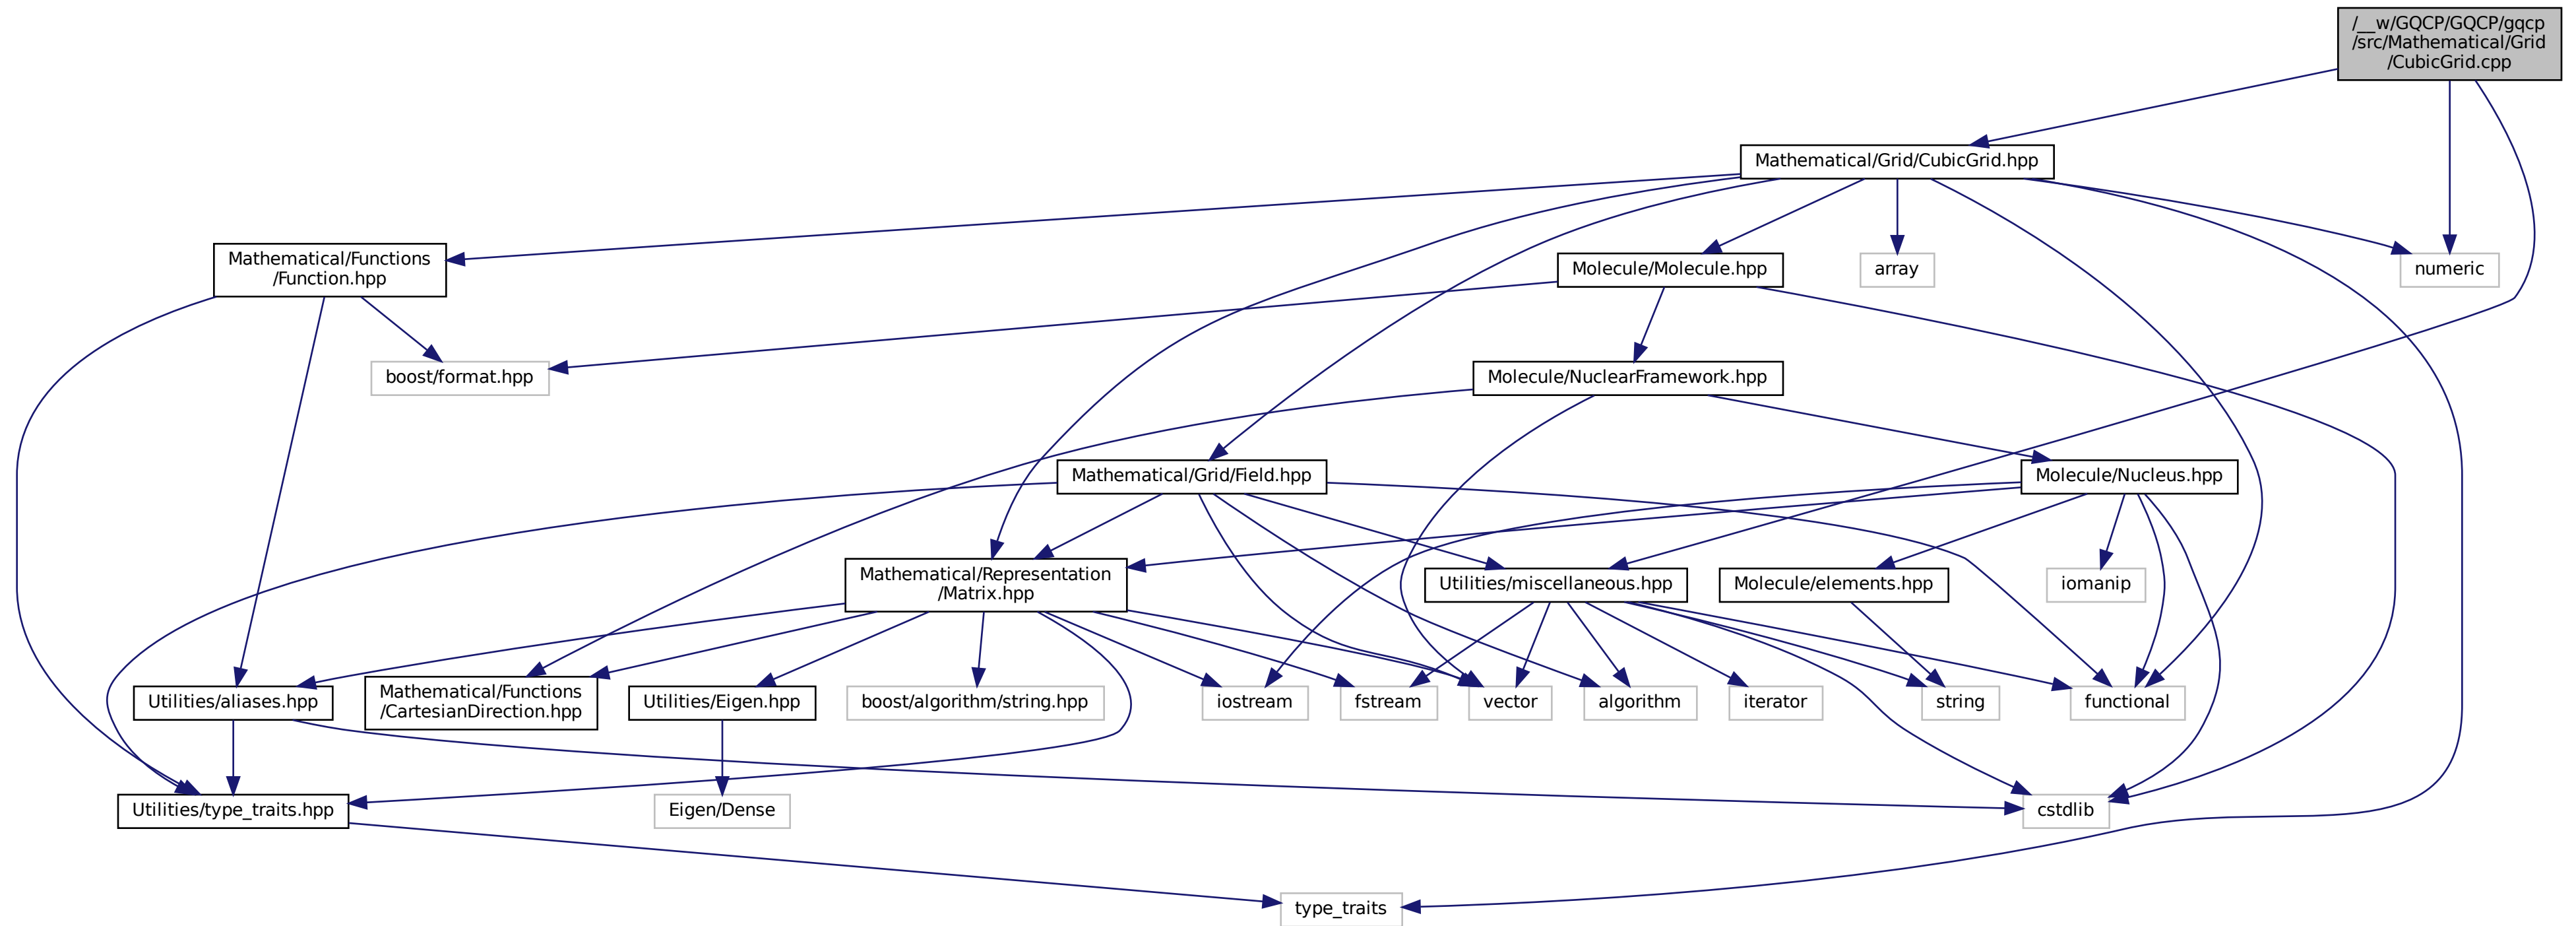 /__w/GQCP/GQCP/gqcp
/src/Mathematical/Grid
/CubicGrid.cpp
Mathematical/Grid/CubicGrid.hpp
Mathematical/Functions
/Function.hpp
Molecule/Molecule.hpp
array
numeric
boost/format.hpp
Molecule/NuclearFramework.hpp
Mathematical/Grid/Field.hpp
Molecule/Nucleus.hpp
Mathematical/Representation
/Matrix.hpp
Utilities/miscellaneous.hpp
Molecule/elements.hpp
iomanip
Utilities/aliases.hpp
Mathematical/Functions
/CartesianDirection.hpp
Utilities/Eigen.hpp
boost/algorithm/string.hpp
iostream
fstream
vector
algorithm
iterator
string
functional
Utilities/type_traits.hpp
Eigen/Dense
cstdlib
type_traits